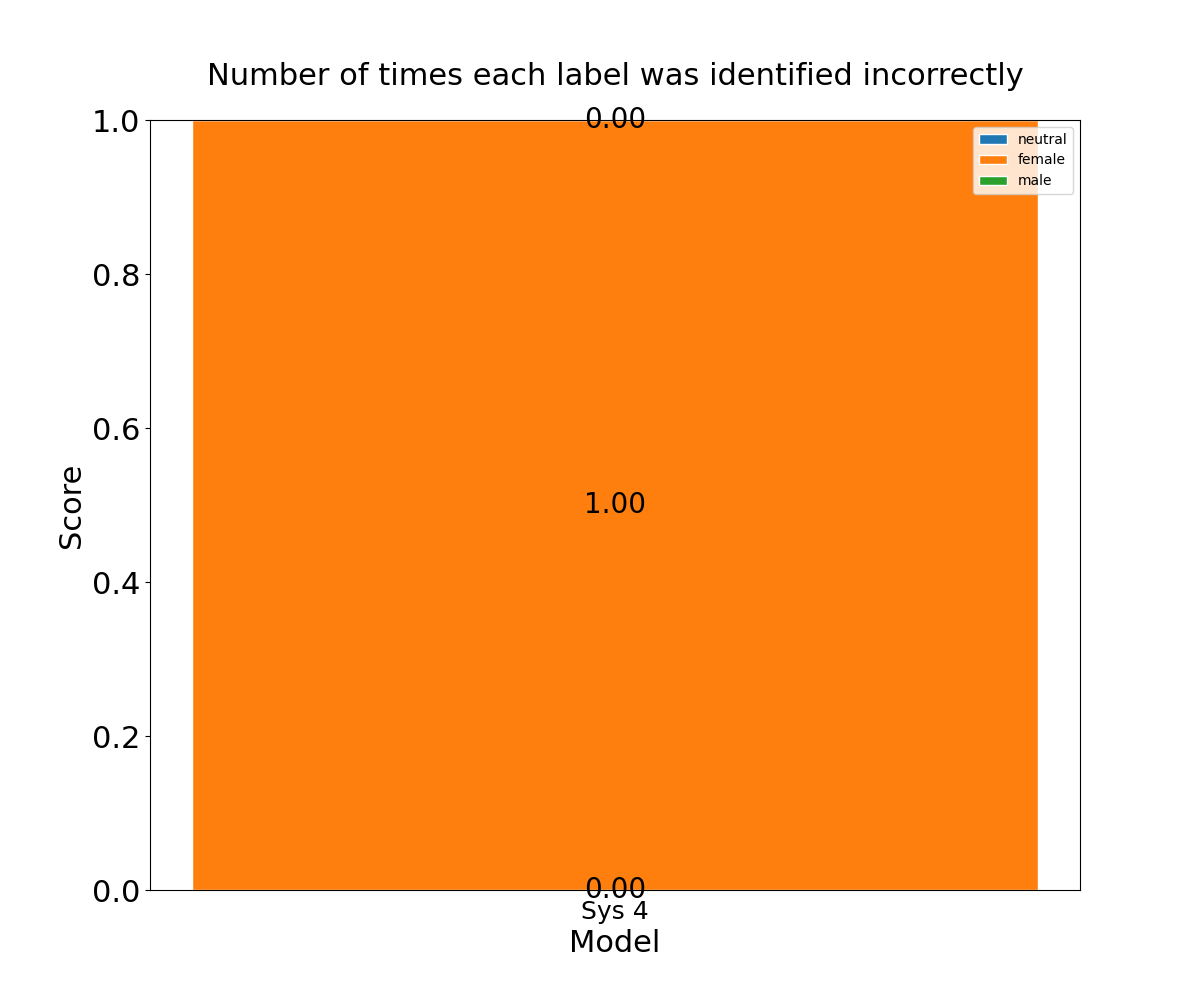 Number of times each label was identified incorrectly
0.00
1.0
neutral
female
male
0.8
0.6
1.00
Score
0.4
0.2
0.0
0.00
Sys 4
Model